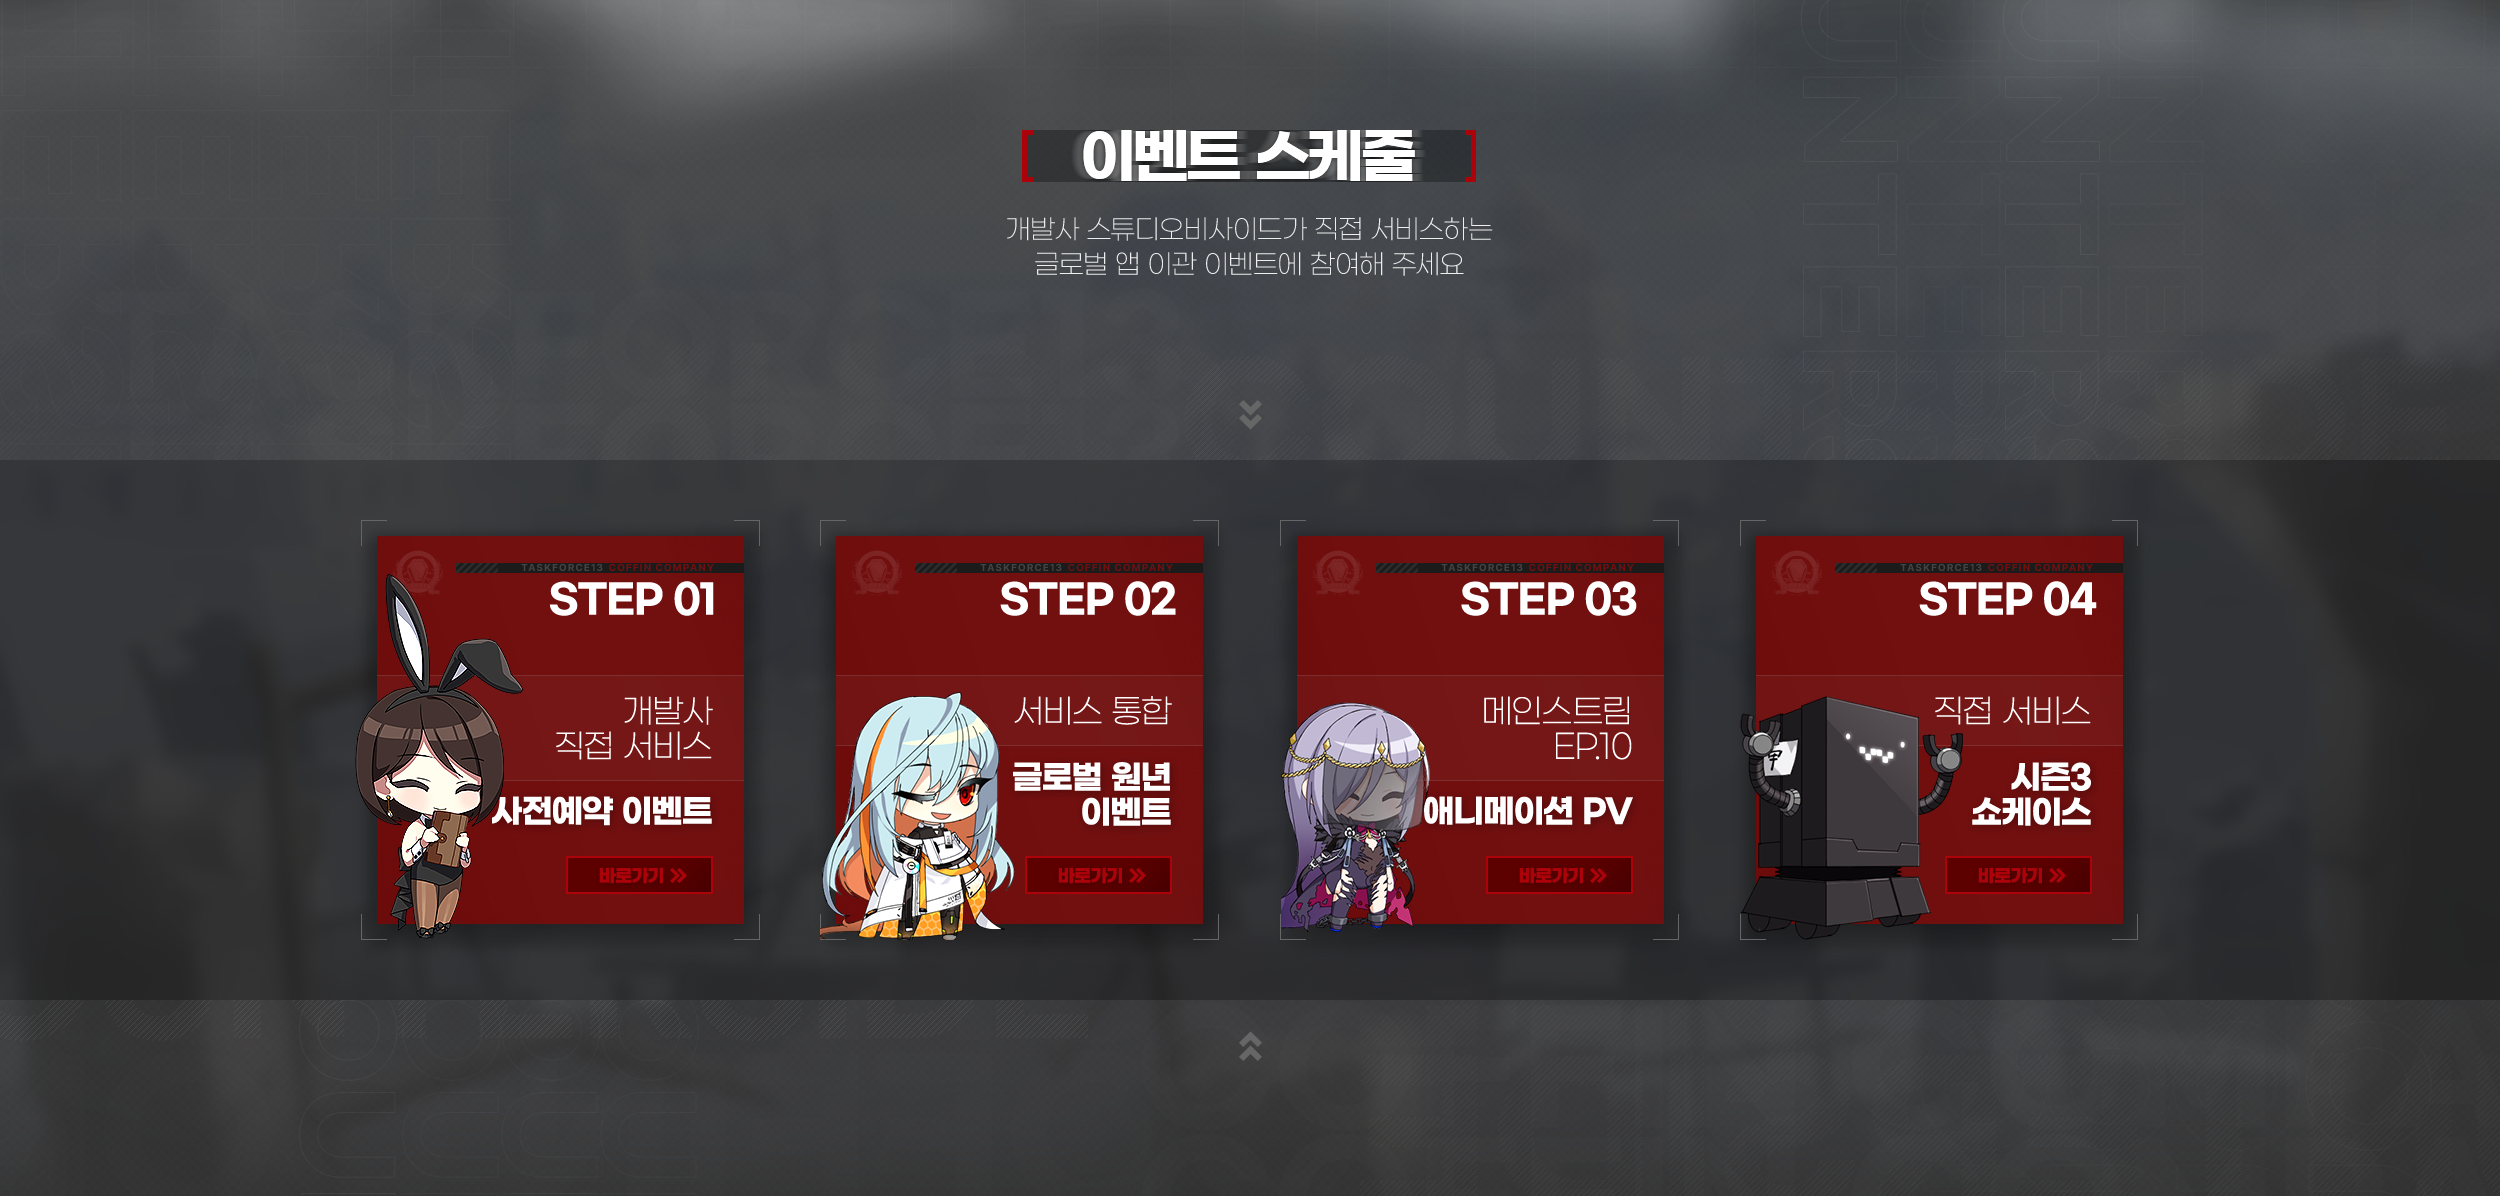 이벤트 스케줄
개발사 스튜디오비사이드가 직접 서비스하는
글로벌 앱 이관 이벤트에 참여해 주세요
TASKFORCE13 COFFIN COMPANY
STEP 01
개발사
직접 서비스
사전예약 이벤트
바로가기
TASKFORCE13 COFFIN COMPANY
STEP 02
서비스 통합
글로벌 원년
이벤트
바로가기
TASKFORCE13 COFFIN COMPANY
STEP 03
메인스트림
EP.10
애니메이션 PV
바로가기
TASKFORCE13 COFFIN COMPANY
STEP 04
직접 서비스
시즌3
쇼케이스
바로가기